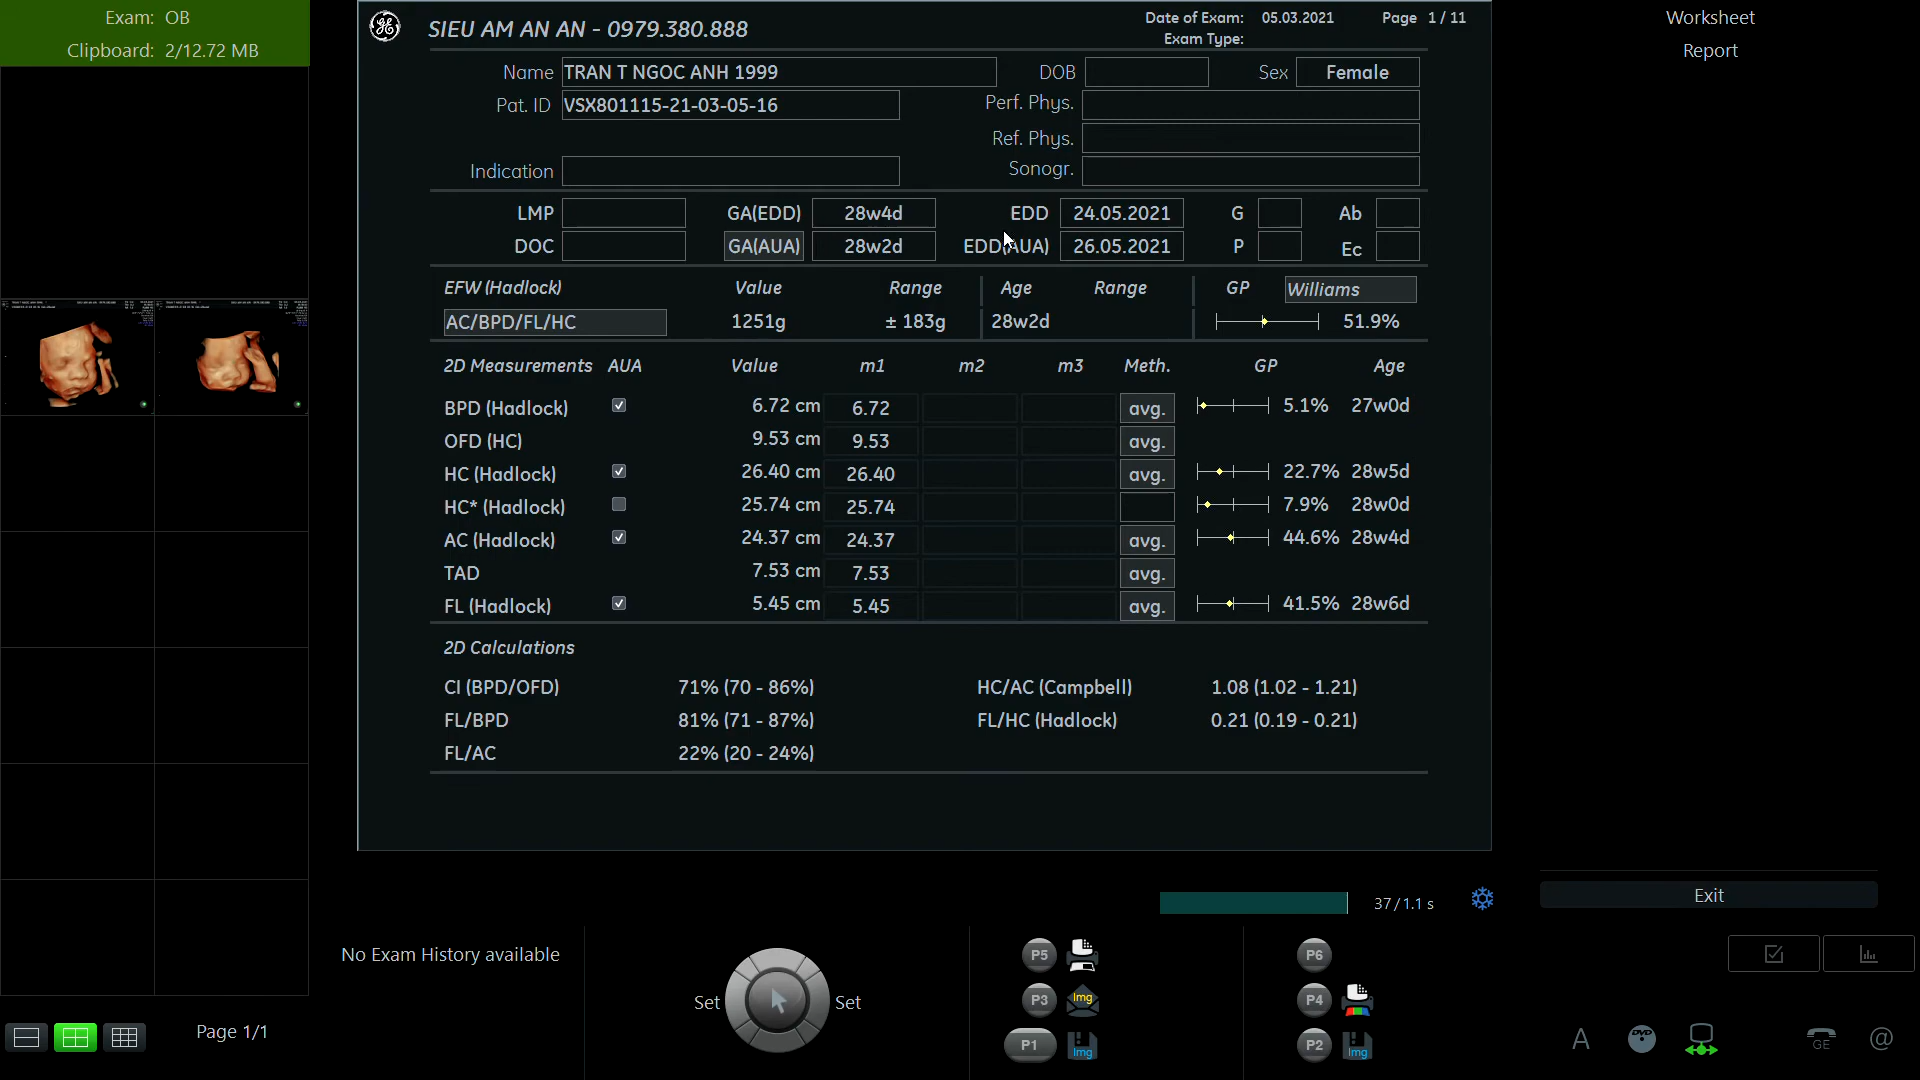 Exam: OB
Clipboard: 2/12.72 MB
SIEU AM AN AN - 0979.380.888
Date of Exam: 05.03.2021 Page 1 / 11
Exam Type:
Worksheet
Report
Name TRAN T NGOC ANH 1999 DOB Sex Female
Pat. ID VSX801115-21-03-05-16 Perf. Phys.
Ref. Phys.
Indication Sonogr.
LMP GA(EDD) 28w4d EDD 24.05.2021 G Ab
DOC GA(AUA) 28w2d EDD(AUA) 26.05.2021 P Ec
EFW (Hadlock) Value Range Age Range GP Williams
AC/BPD/FL/HC 1251g ± 183g 28w2d 51.9%
2D Measurements AUA Value m1 m2 m3 Meth. GP Age
BPD (Hadlock) 6.72 cm 6.72 avg. 5.1% 27w0d
OFD (HC) 9.53 cm 9.53 avg.
HC (Hadlock) 26.40 cm 26.40 avg. 22.7% 28w5d
HC* (Hadlock) 25.74 cm 25.74 7.9% 28w0d
AC (Hadlock) 24.37 cm 24.37 avg. 44.6% 28w4d
TAD 7.53 cm 7.53 avg.
FL (Hadlock) 5.45 cm 5.45 avg. 41.5% 28w6d
2D Calculations
CI (BPD/OFD) 71% (70 - 86%) HC/AC (Campbell) 1.08 (1.02 - 1.21)
FL/BPD 81% (71 - 87%) FL/HC (Hadlock) 0.21 (0.19 - 0.21)
FL/AC 22% (20 - 24%)
37/1.1 s
Exit
No Exam History available
Set Set
P5 P6
P3 Img P4
P1 Img P2 Img
Page 1/1
A DVD GE @